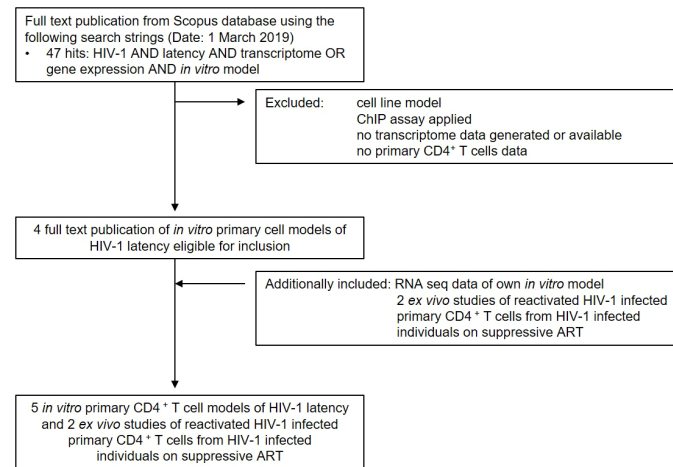 Full text publication from Scopus database using the
following search strings (Date: 1 March 2019)
• 47 hits: HIV-1 AND latency AND transcriptome OR
gene expression AND in vitro model
Excluded: cell line model
ChIP assay applied
no transcriptome data generated or available
no primary CD4⁺ T cells data
4 full text publication of in vitro primary cell models of
HIV-1 latency eligible for inclusion
Additionally included: RNA seq data of own in vitro model
2 ex vivo studies of reactivated HIV-1 infected
primary CD4 ⁺ T cells from HIV-1 infected
individuals on suppressive ART
5 in vitro primary CD4 ⁺ T cell models of HIV-1 latency
and 2 ex vivo studies of reactivated HIV-1 infected
primary CD4 ⁺ T cells from HIV-1 infected
individuals on suppressive ART